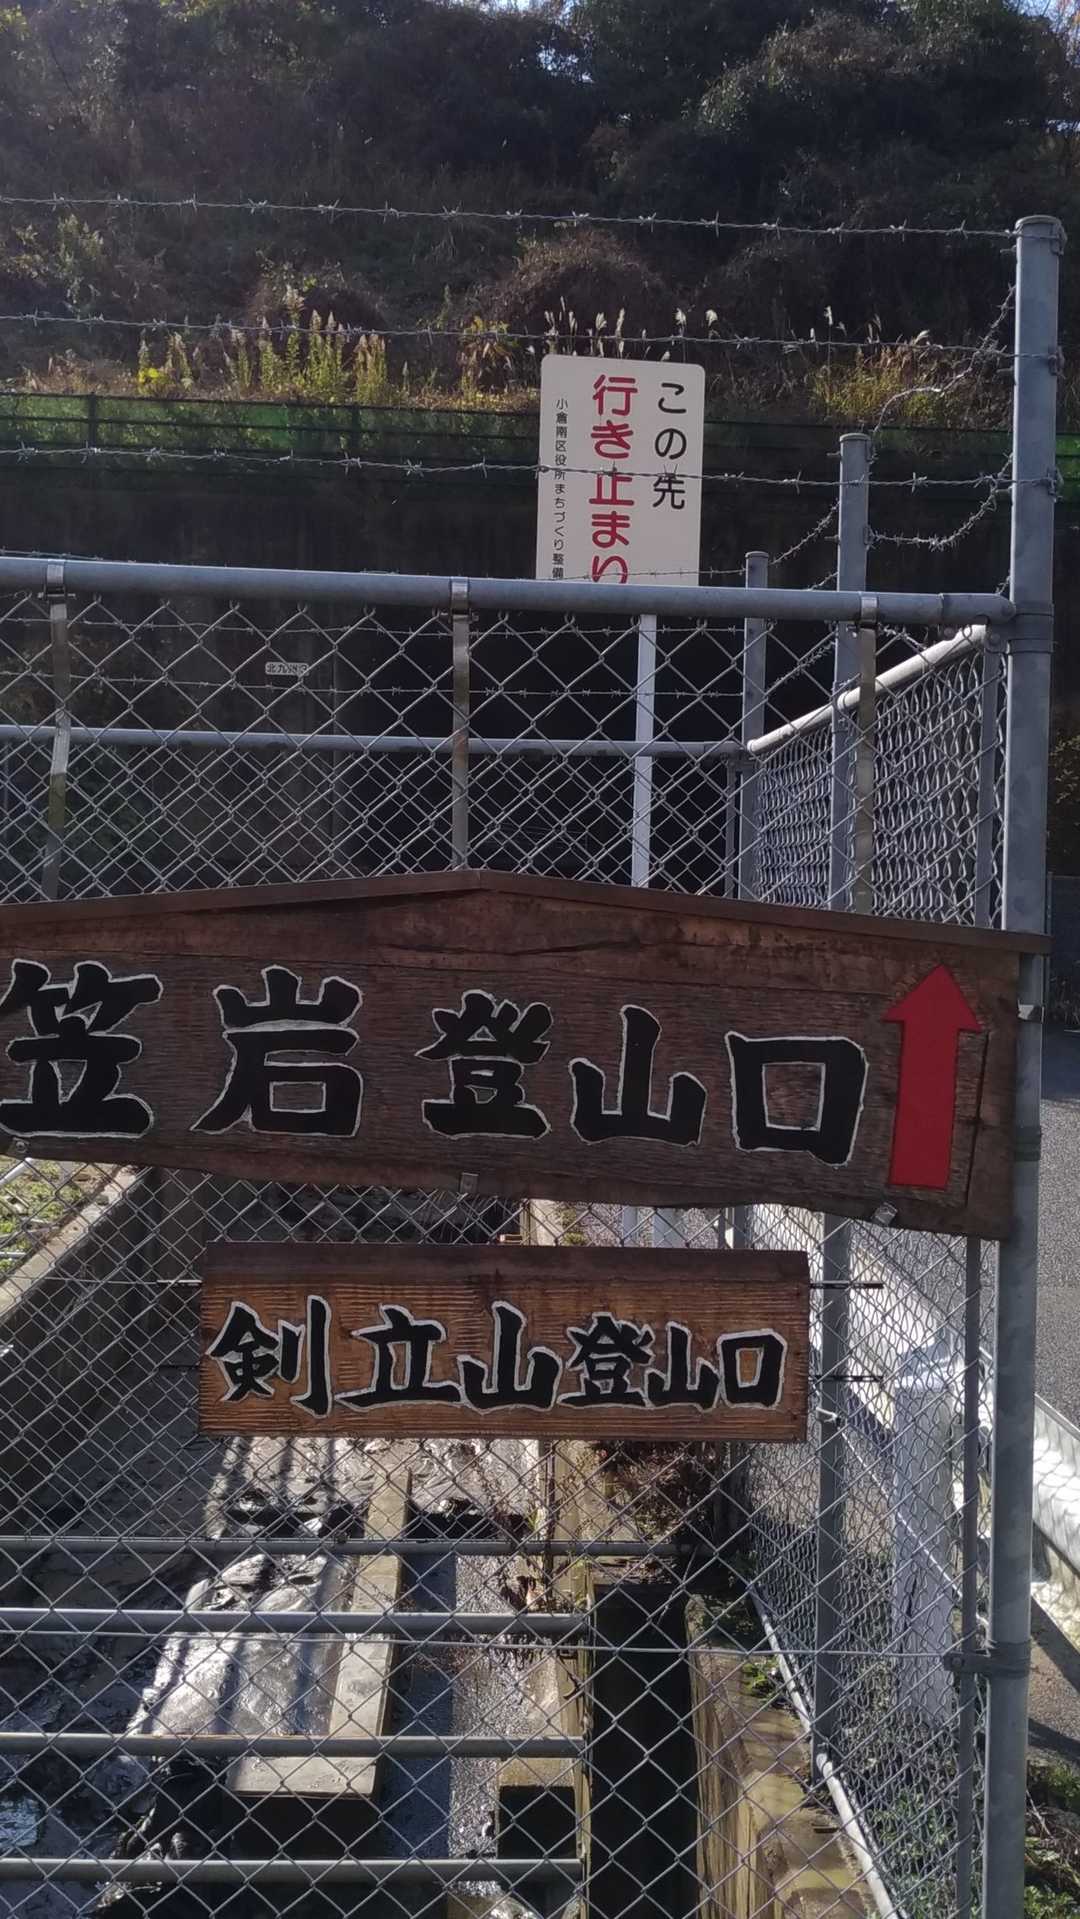 この先
行き止まり
小倉南区役所まちづくり整備
笠岩登山口
剣立山登山口